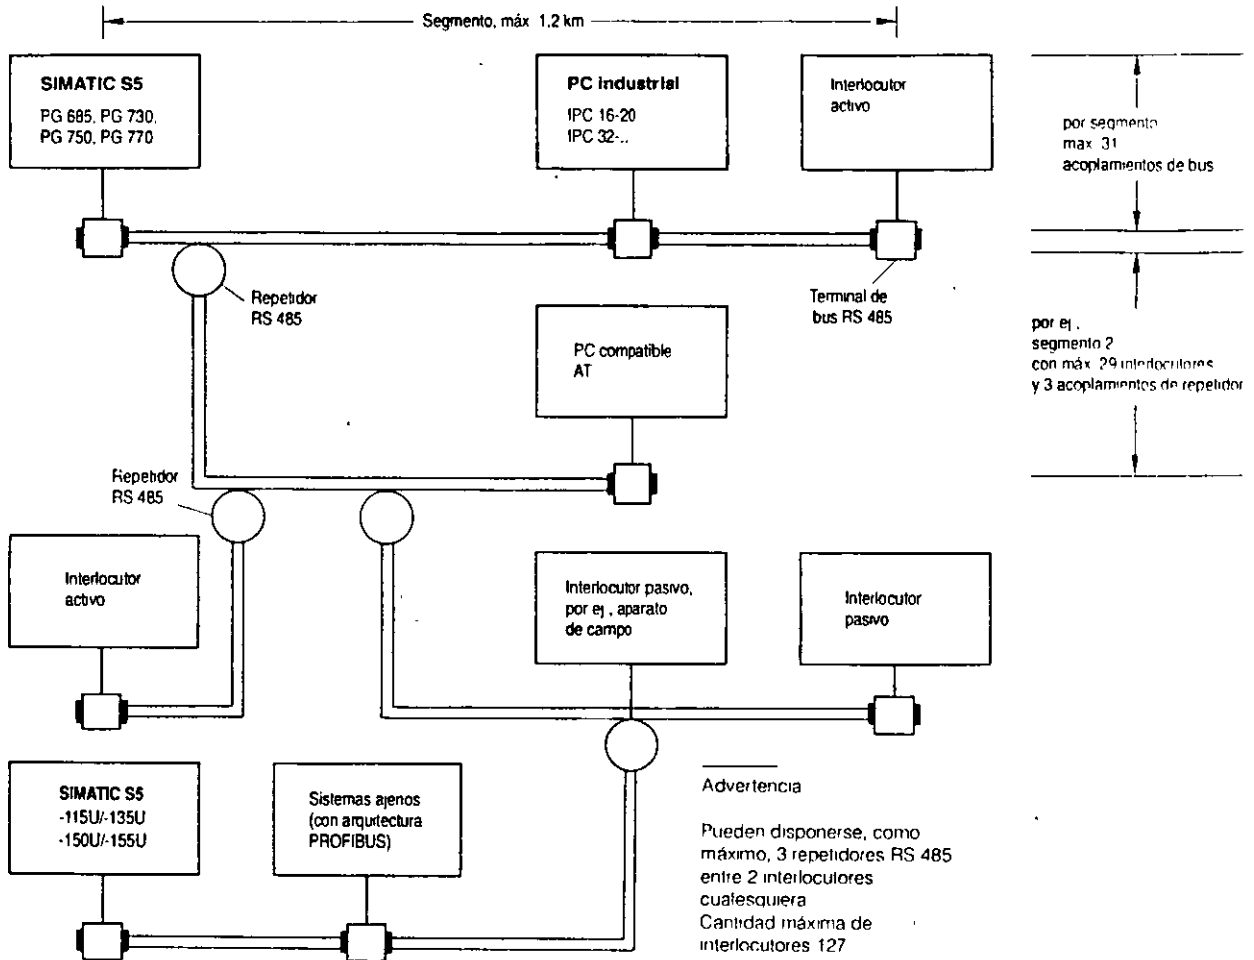 Segmento, máx 1,2 km
SIMATIC S5
PG 685, PG 730,
PG 750, PG 770
PC industrial
IPC 16-20
IPC 32-..
Interlocutor
activo
por segmento
max 31
acoplamientos de bus
Repetidor
RS 485
Terminal de
bus RS 485
PC compatible
AT
por ej.,
segmento 2
con máx 29 interlocutores
y 3 acoplamientos de repetidor
Repetidor
RS 485
Interlocutor
activo
Interlocutor pasivo,
por ej., aparato
de campo
Interlocutor
pasivo
SIMATIC S5
-115U/-135U
-150U/-155U
Sistemas ajenos
(con arquitectura
PROFIBUS)
Advertencia
Pueden disponerse, como
máximo, 3 repetidores RS 485
entre 2 interlocutores
cualesquiera
Cantidad máxima de
interlocutores 127